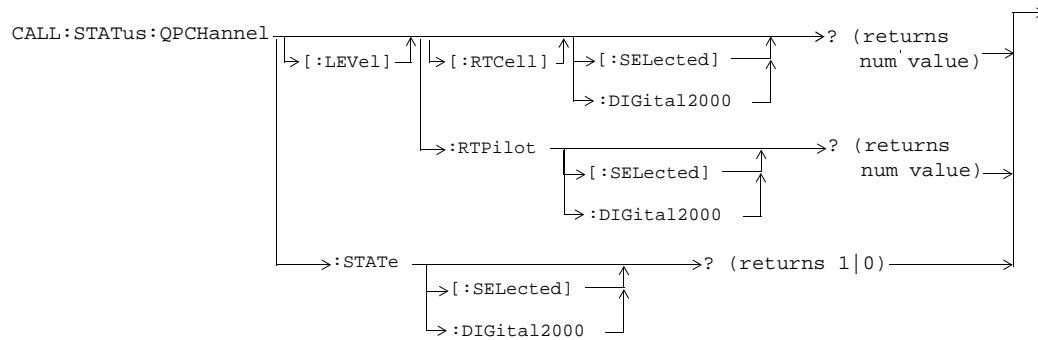 CALL:STATus:QPCHannel
[:LEVel]
[:RTCell]
[:SELected]
:DIGital2000
? (returns
num value)
:RTPilot
[:SELected]
:DIGital2000
? (returns
num value)
:STATe
[:SELected]
:DIGital2000
? (returns 1|0)